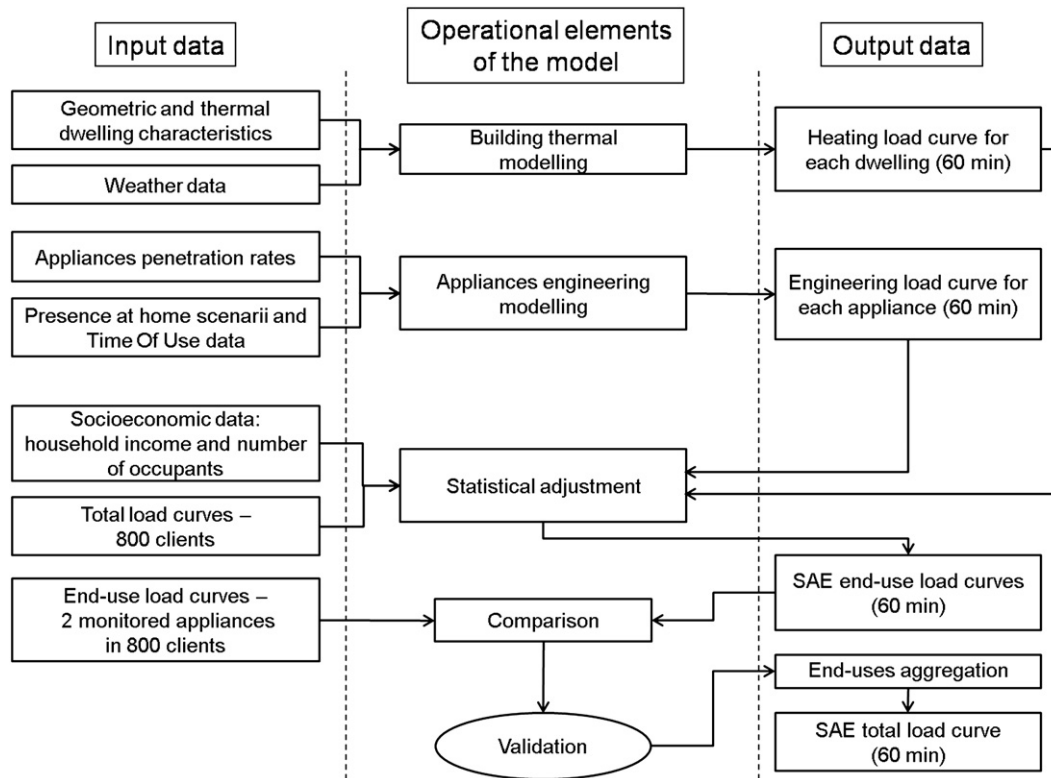 Input data
Operational elements
of the model
Output data
Geometric and thermal
dwelling characteristics
Weather data
Building thermal
modelling
Heating load curve for
each dwelling (60 min)
Appliances penetration rates
Presence at home scenarii and
Time Of Use data
Appliances engineering
modelling
Engineering load curve for
each appliance (60 min)
Socioeconomic data:
household income and number
of occupants
Total load curves –
800 clients
Statistical adjustment
End-use load curves –
2 monitored appliances
in 800 clients
Comparison
SAE end-use load curves
(60 min)
Validation
End-uses aggregation
SAE total load curve
(60 min)